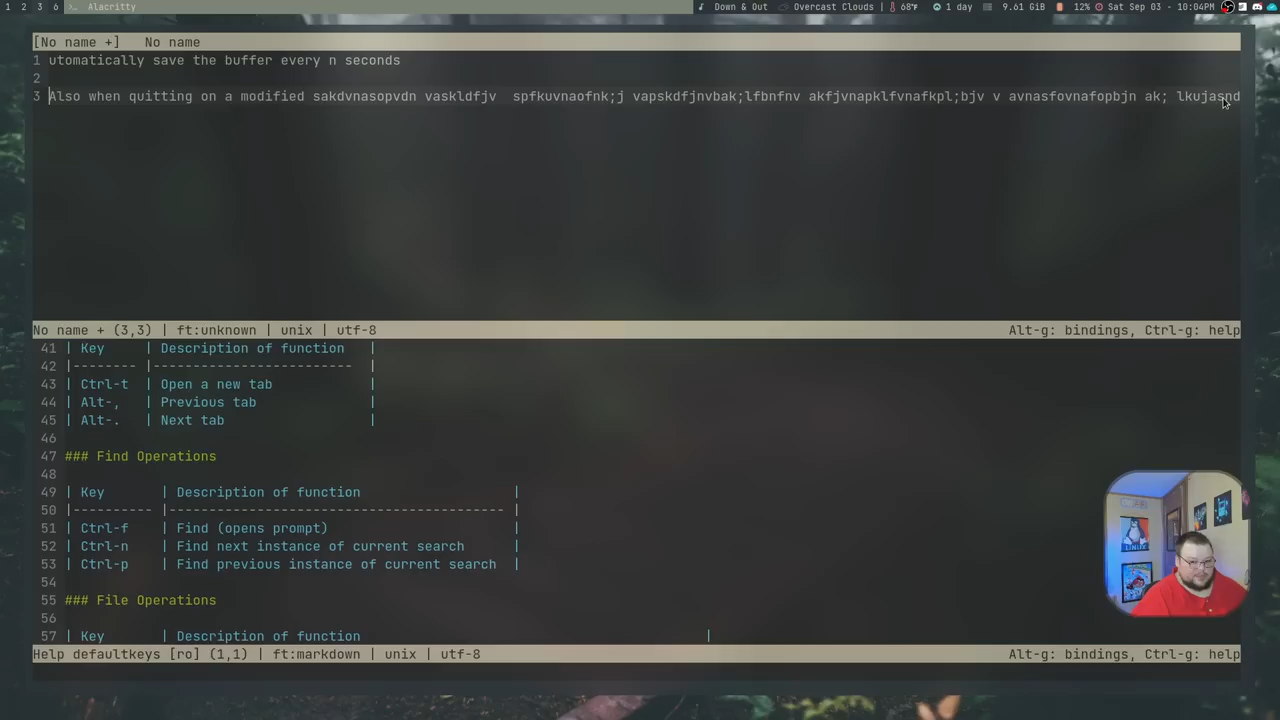 1 2 3 6 Alacritty Down & Out Overcast Clouds 68°F 1 day 9.61 GiB 12% Sat Sep 03 - 10:04PM
[No name +] No name
1 utomatically save the buffer every n seconds
2
3 Also when quitting on a modified sakdvnasopvdn vaskldfjv  spfkuvnaofnk;j vapskdfjnvbak;lfbnfnv akfjvnapklfvnafkpl;bjv v avnasfovnafopbjn ak; lkujasnd
No name + (3,3) | ft:unknown | unix | utf-8 Alt-g: bindings, Ctrl-g: help
41 | Key | Description of function |
42 |-------- |------------------------- |
43 | Ctrl-t | Open a new tab |
44 | Alt-, | Previous tab |
45 | Alt-. | Next tab |
46
47 ### Find Operations
48
49 | Key | Description of function |
50 |---------- |------------------------------------------ |
51 | Ctrl-f | Find (opens prompt) |
52 | Ctrl-n | Find next instance of current search |
53 | Ctrl-p | Find previous instance of current search |
54
55 ### File Operations
56
57 | Key | Description of function |
LINUX
Help defaultkeys [ro] (1,1) | ft:markdown | unix | utf-8 Alt-g: bindings, Ctrl-g: help